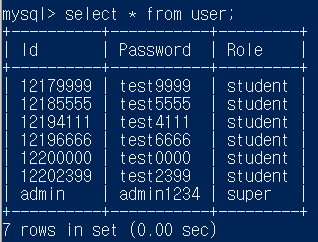 mysql> select * from user;
+----------+-----------+---------+
| Id       | Password  | Role    |
+----------+-----------+---------+
| 12179999 | test9999  | student |
| 12185555 | test5555  | student |
| 12194111 | test4111  | student |
| 12196666 | test6666  | student |
| 12200000 | test0000  | student |
| 12202399 | test2399  | student |
| admin    | admin1234 | super   |
+----------+-----------+---------+
7 rows in set (0.00 sec)